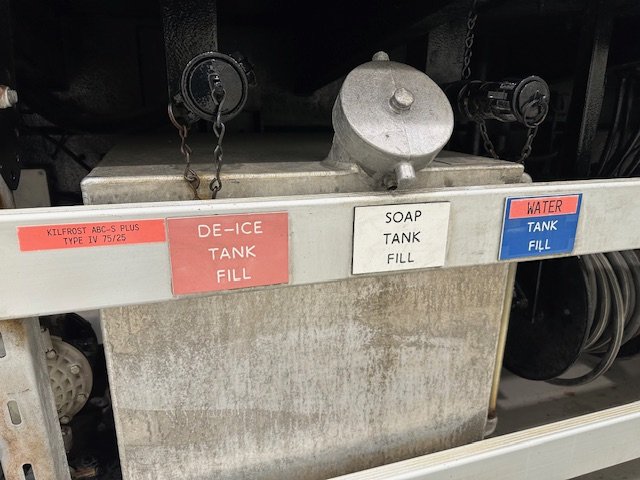 KILFROST ABC-S PLUS
TYPE IV 75/25
DE-ICE
TANK
FILL
SOAP
TANK
FILL
WATER
TANK
FILL